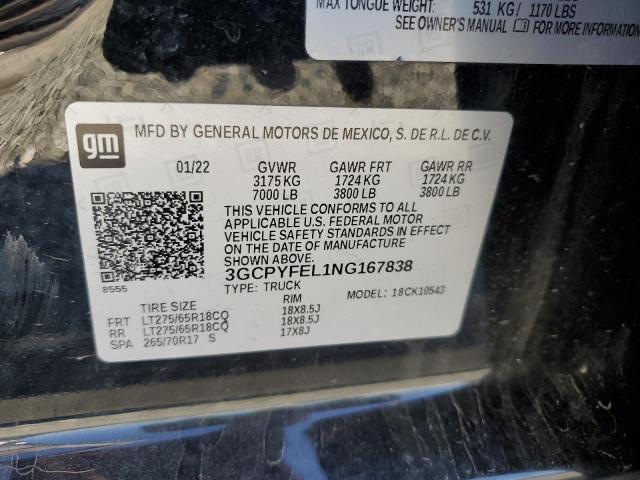 MAX TONGUE WEIGHT: 531 KG/ 1170 LBS
SEE OWNER'S MANUAL FOR MORE INFORMATION
gm
MFD BY GENERAL MOTORS DE MEXICO, S. DE R.L. DE C.V.
01/22 GVWR GAWR FRT GAWR RR
3175 KG 1724 KG 1724 KG
7000 LB 3800 LB 3800 LB
THIS VEHICLE CONFORMS TO ALL
APPLICABLE U.S. FEDERAL MOTOR
VEHICLE SAFETY STANDARDS IN EFFECT
ON THE DATE OF MANUFACTURE SHOWN ABOVE.
8555
3GCPYFEL1NG167838
TYPE: TRUCK 18CK10543
TIRE SIZE RIM
FRT LT275/65R18CQ 18X8.5J
RR LT275/65R18CQ 18X8.5J
SPA 265/70R17 S 17X8J